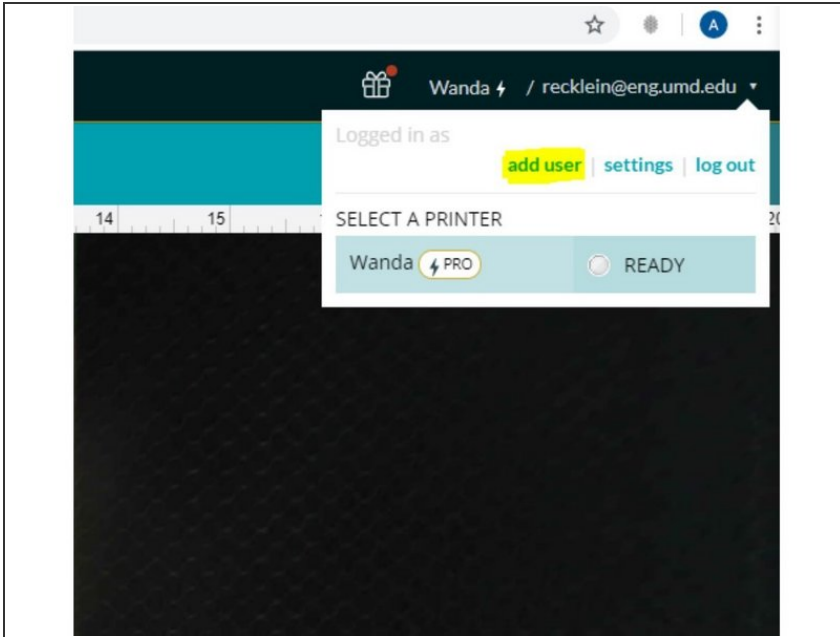 A
Wanda / recklein@eng.umd.edu
Logged in as
add user | settings | log out
14 15 20
SELECT A PRINTER
Wanda PRO READY